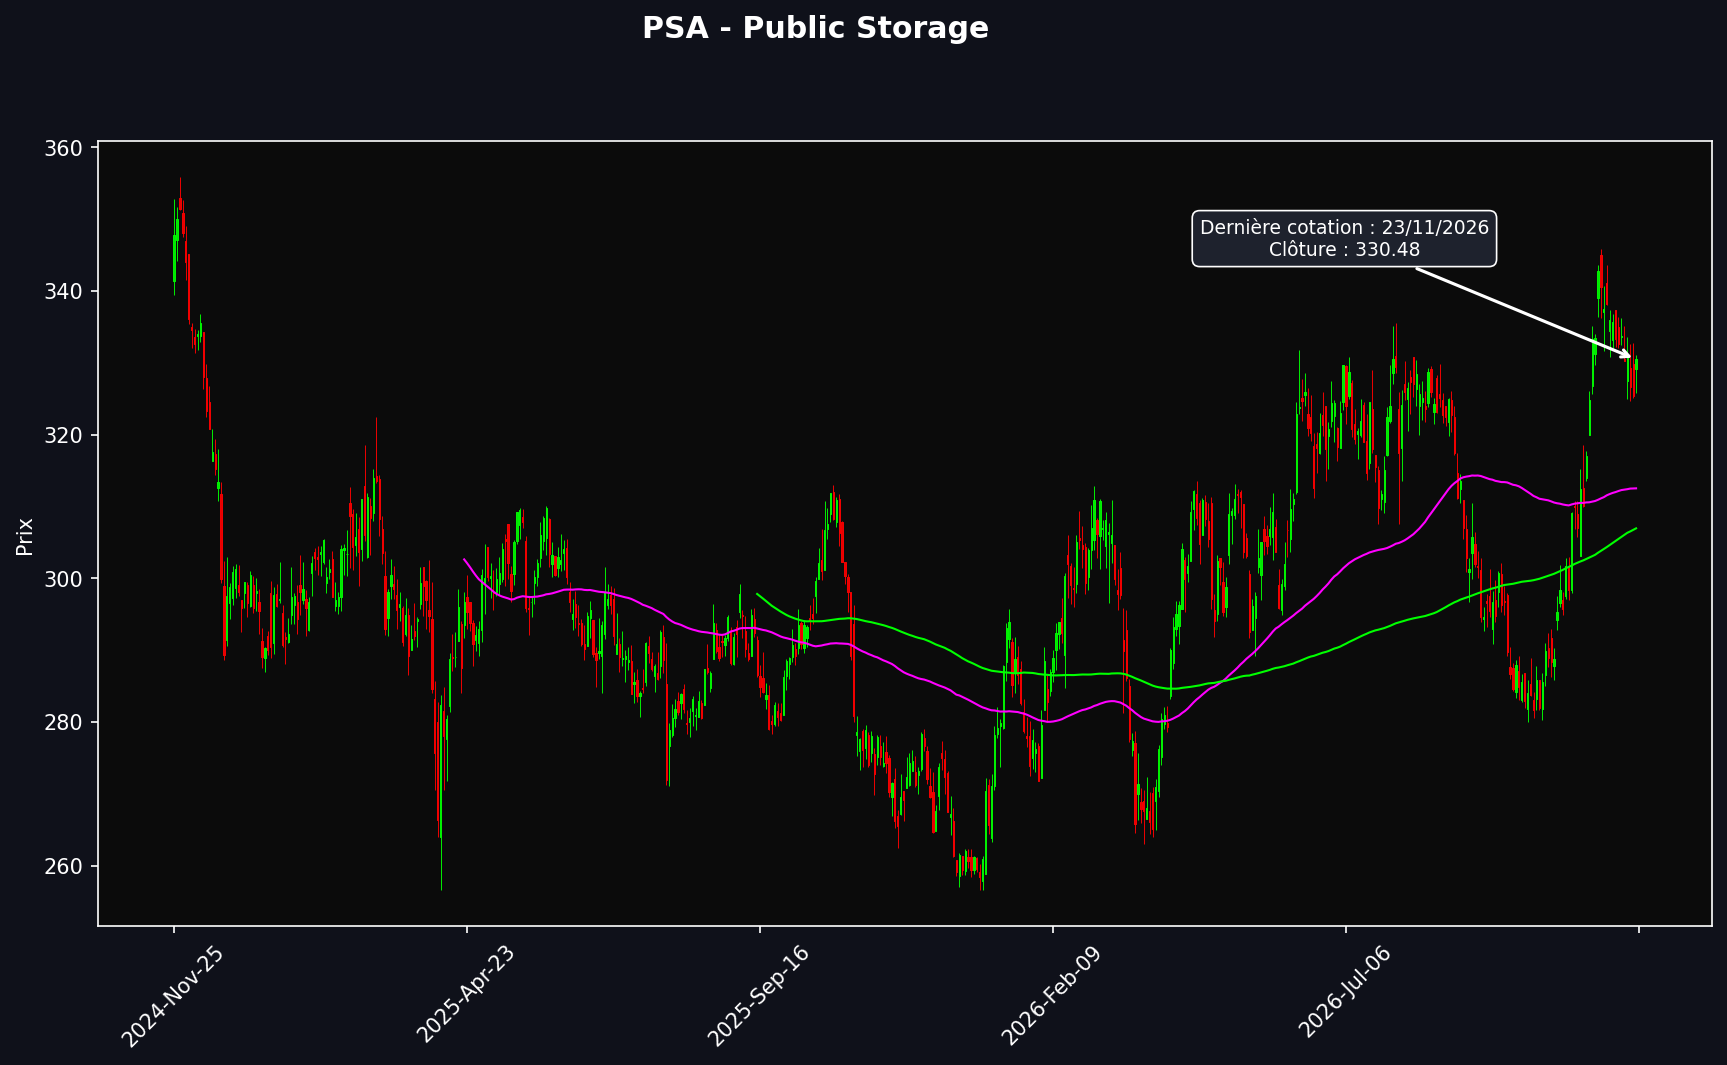 PSA - Public Storage
360
340
320
300
280
260
Prix
Dernière cotation : 23/11/2026
Clôture : 330.48
2024-Nov-25
2025-Apr-23
2025-Sep-16
2026-Feb-09
2026-Jul-06